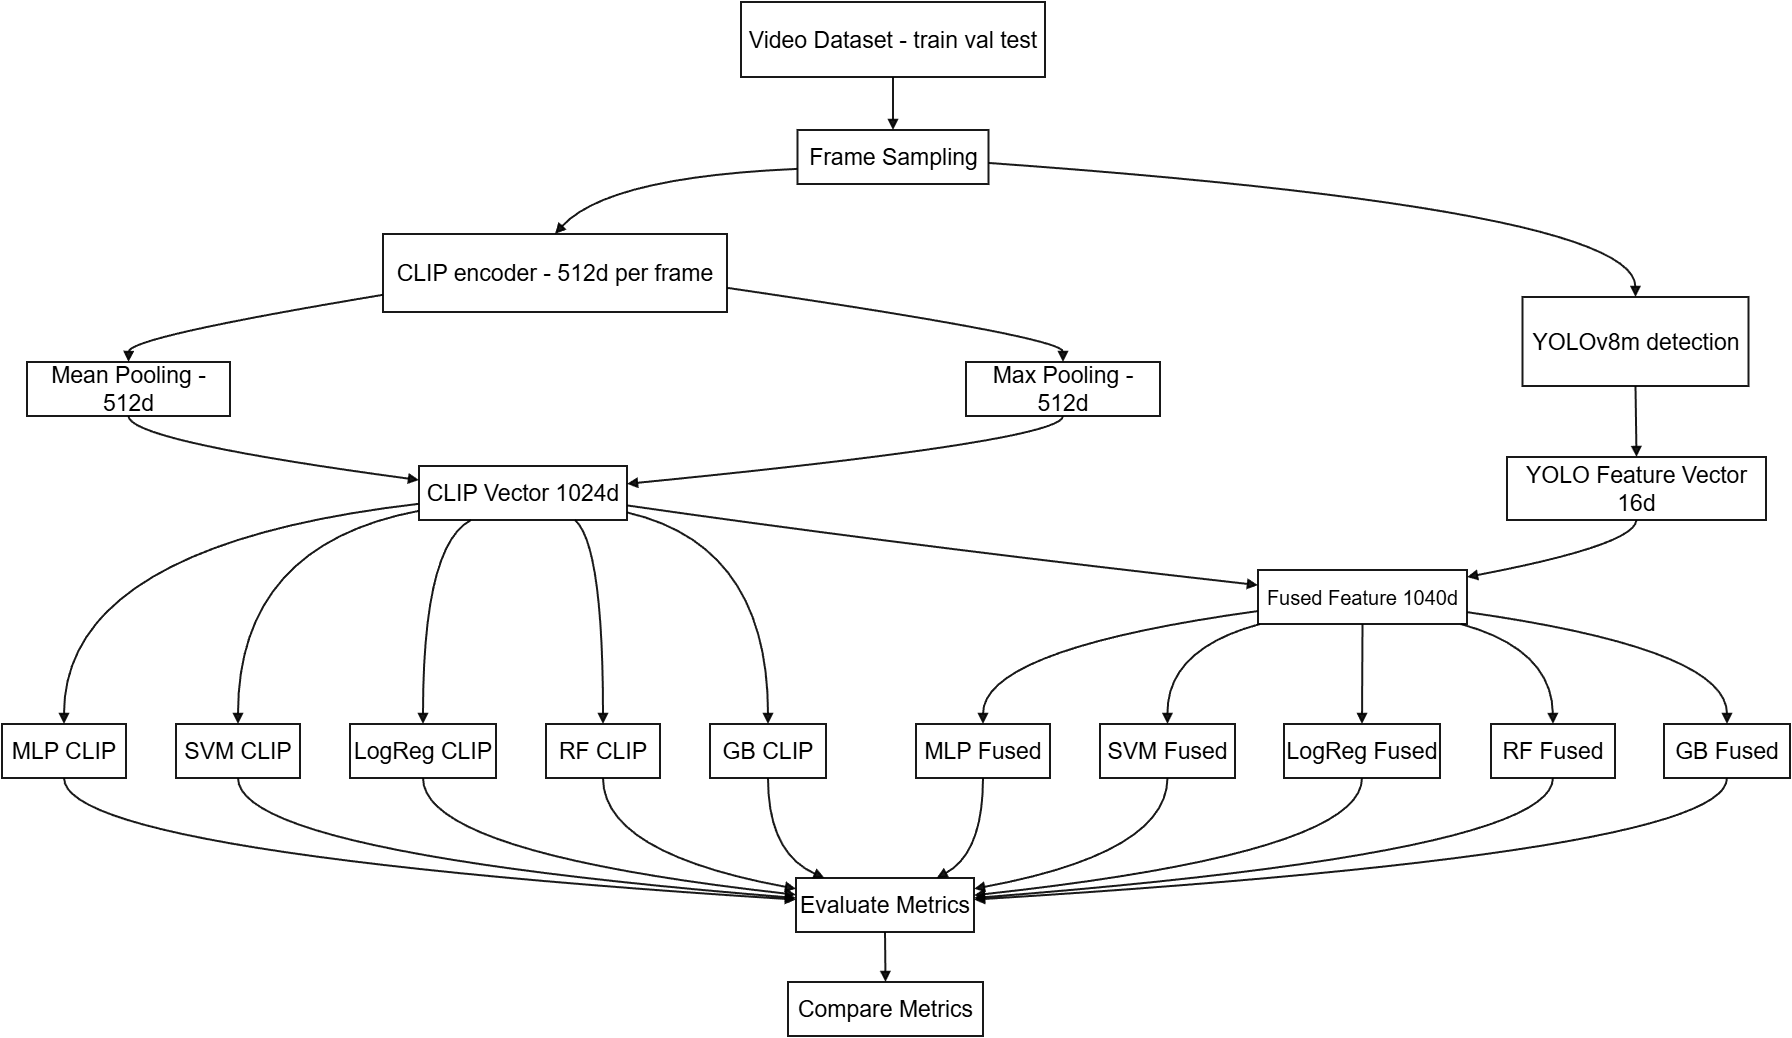 Video Dataset - train val test
Frame Sampling
CLIP encoder - 512d per frame
YOLOv8m detection
Mean Pooling -
512d
Max Pooling -
512d
CLIP Vector 1024d
YOLO Feature Vector
16d
Fused Feature 1040d
MLP CLIP
SVM CLIP
LogReg CLIP
RF CLIP
GB CLIP
MLP Fused
SVM Fused
LogReg Fused
RF Fused
GB Fused
Evaluate Metrics
Compare Metrics